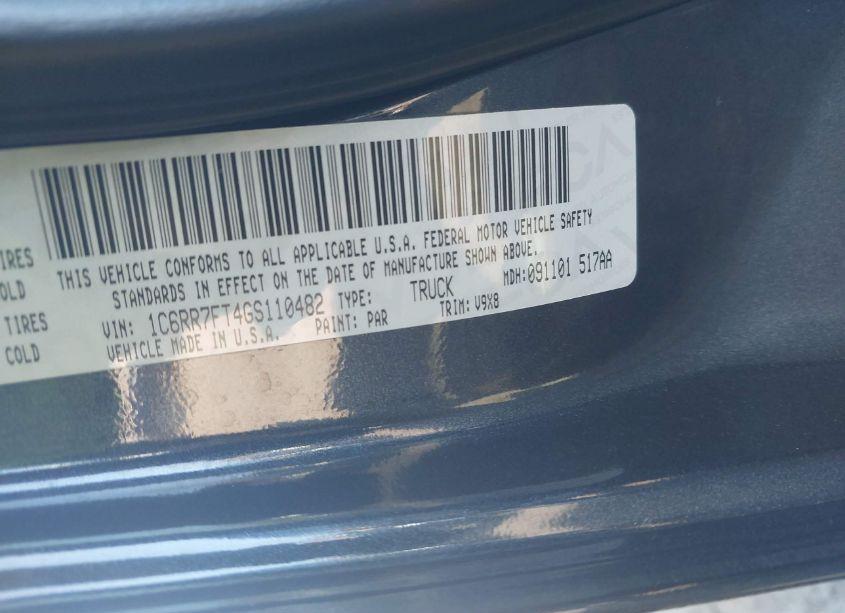 THIS VEHICLE CONFORMS TO ALL APPLICABLE U.S.A. FEDERAL MOTOR VEHICLE SAFETY
IRES
STANDARDS IN EFFECT ON THE DATE OF MANUFACTURE SHOWN ABOVE.
OLD
VIN: 1C6RR7FT4GS110482 TYPE: TRUCK MDH:091101 517AA
TIRES
VEHICLE MADE IN U.S.A. PAINT: PAR TRIM: V9X8
COLD